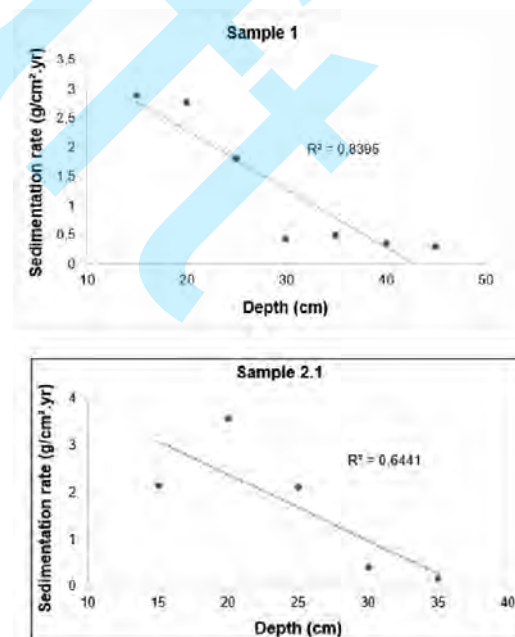 Sample 1
Sedimentation rate (g/cm².yr)
3,5
3
2,5
2
1,5
1
0,5
0
R² = 0,8395
10 20 30 40 50
Depth (cm)
Sample 2.1
Sedimentation rate (g/cm².yr)
4
3
2
1
0
R² = 0,6441
10 15 20 25 30 35 40
Depth (cm)